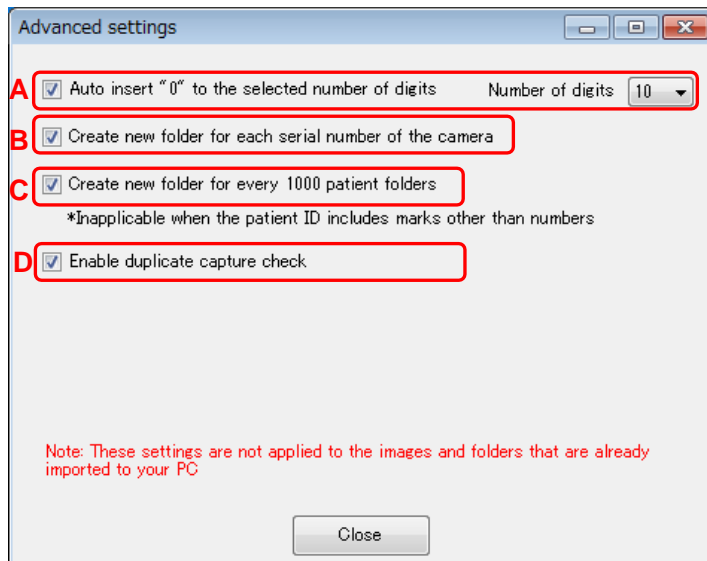 Advanced settings
A Auto insert "0" to the selected number of digits Number of digits 10
B Create new folder for each serial number of the camera
C Create new folder for every 1000 patient folders
*Inapplicable when the patient ID includes marks other than numbers
D Enable duplicate capture check
Note: These settings are not applied to the images and folders that are already
imported to your PC
Close